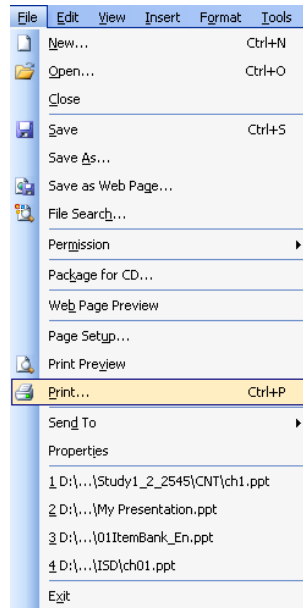 File Edit View Insert Format Tools
New... Ctrl+N
Open... Ctrl+O
Close
Save Ctrl+S
Save As...
Save as Web Page...
File Search...
Permission
Package for CD...
Web Page Preview
Page Setup...
Print Preview
Print... Ctrl+P
Send To
Properties
1 D:\...\Study1_2_2545\CNT\ch1.ppt
2 D:\...\My Presentation.ppt
3 D:\...\01ItemBank_En.ppt
4 D:\...\ISD\ch01.ppt
Exit